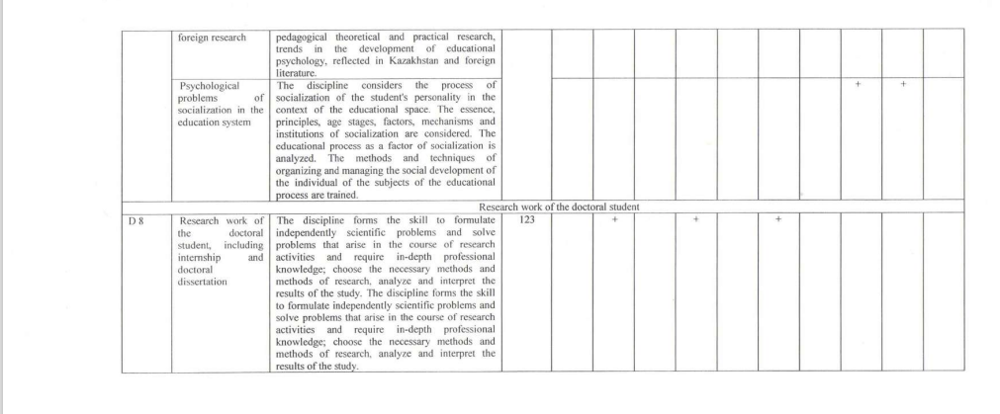 foreign research
pedagogical theoretical and practical research,
trends in the development of educational
psychology, reflected in Kazakhstan and foreign
literature.
Psychological
problems of
socialization in the
education system
The discipline considers the process of
socialization of the student's personality in the
context of the educational space. The essence,
principles, age stages, factors, mechanisms and
institutions of socialization are considered. The
educational process as a factor of socialization is
analyzed. The methods and techniques of
organizing and managing the social development of
the individual of the subjects of the educational
process are trained.
+ +
Research work of the doctoral student
D 8
Research work of
the doctoral
student, including
internship and
doctoral
dissertation
The discipline forms the skill to formulate
independently scientific problems and solve
problems that arise in the course of research
activities and require in-depth professional
knowledge; choose the necessary methods and
methods of research, analyze and interpret the
results of the study. The discipline forms the skill
to formulate independently scientific problems and
solve problems that arise in the course of research
activities and require in-depth professional
knowledge; choose the necessary methods and
methods of research, analyze and interpret the
results of the study.
123 + + +